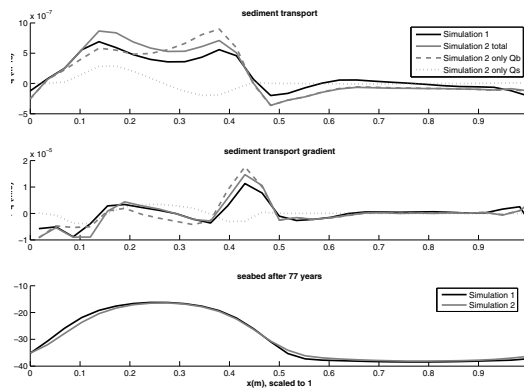 sediment transport
x 10⁻⁷
10
5
0
-5
Simulation 1
Simulation 2 total
Simulation 2 only Qb
Simulation 2 only Qs
0 0.1 0.2 0.3 0.4 0.5 0.6 0.7 0.8 0.9
sediment transport gradient
x 10⁻⁵
2
1
0
-1
0 0.1 0.2 0.3 0.4 0.5 0.6 0.7 0.8 0.9
seabed after 77 years
-10
-20
-30
-40
Simulation 1
Simulation 2
0 0.1 0.2 0.3 0.4 0.5 0.6 0.7 0.8 0.9
x(m), scaled to 1